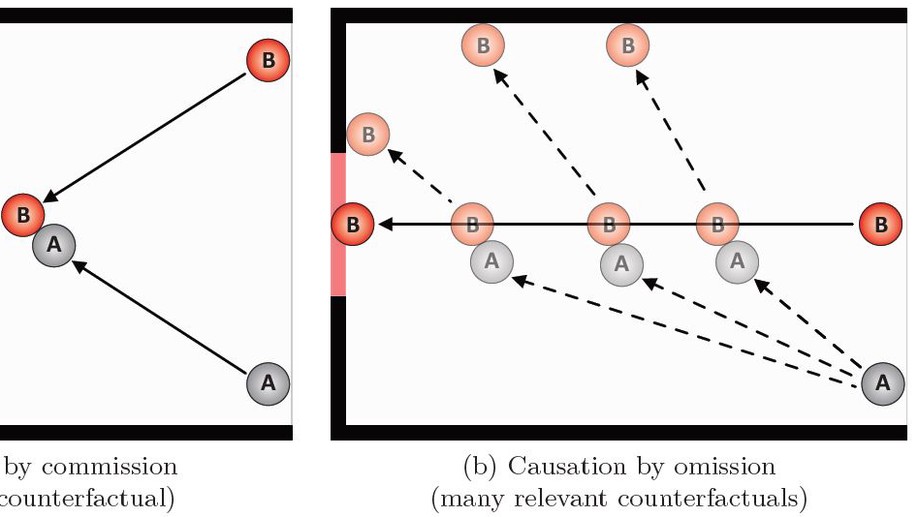 B
B
A
A
by commission
counterfactual)
B
B
B
B
B
B
B
B
A
A
A
A
(b) Causation by omission
(many relevant counterfactuals)